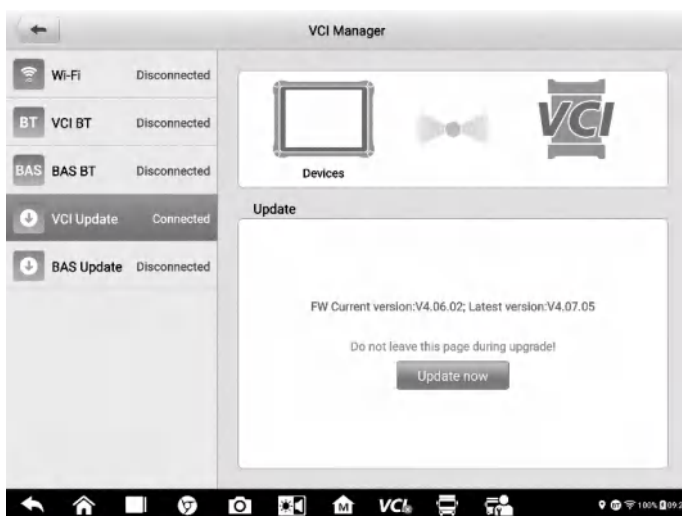 VCI Manager
Wi-Fi Disconnected
BT VCI BT Disconnected
BAS BAS BT Disconnected
VCI Update Connected
BAS Update Disconnected
VCI
Devices
Update
FW Current version:V4.06.02; Latest version:V4.07.05
Do not leave this page during upgrade!
Update now
M VCI 100%